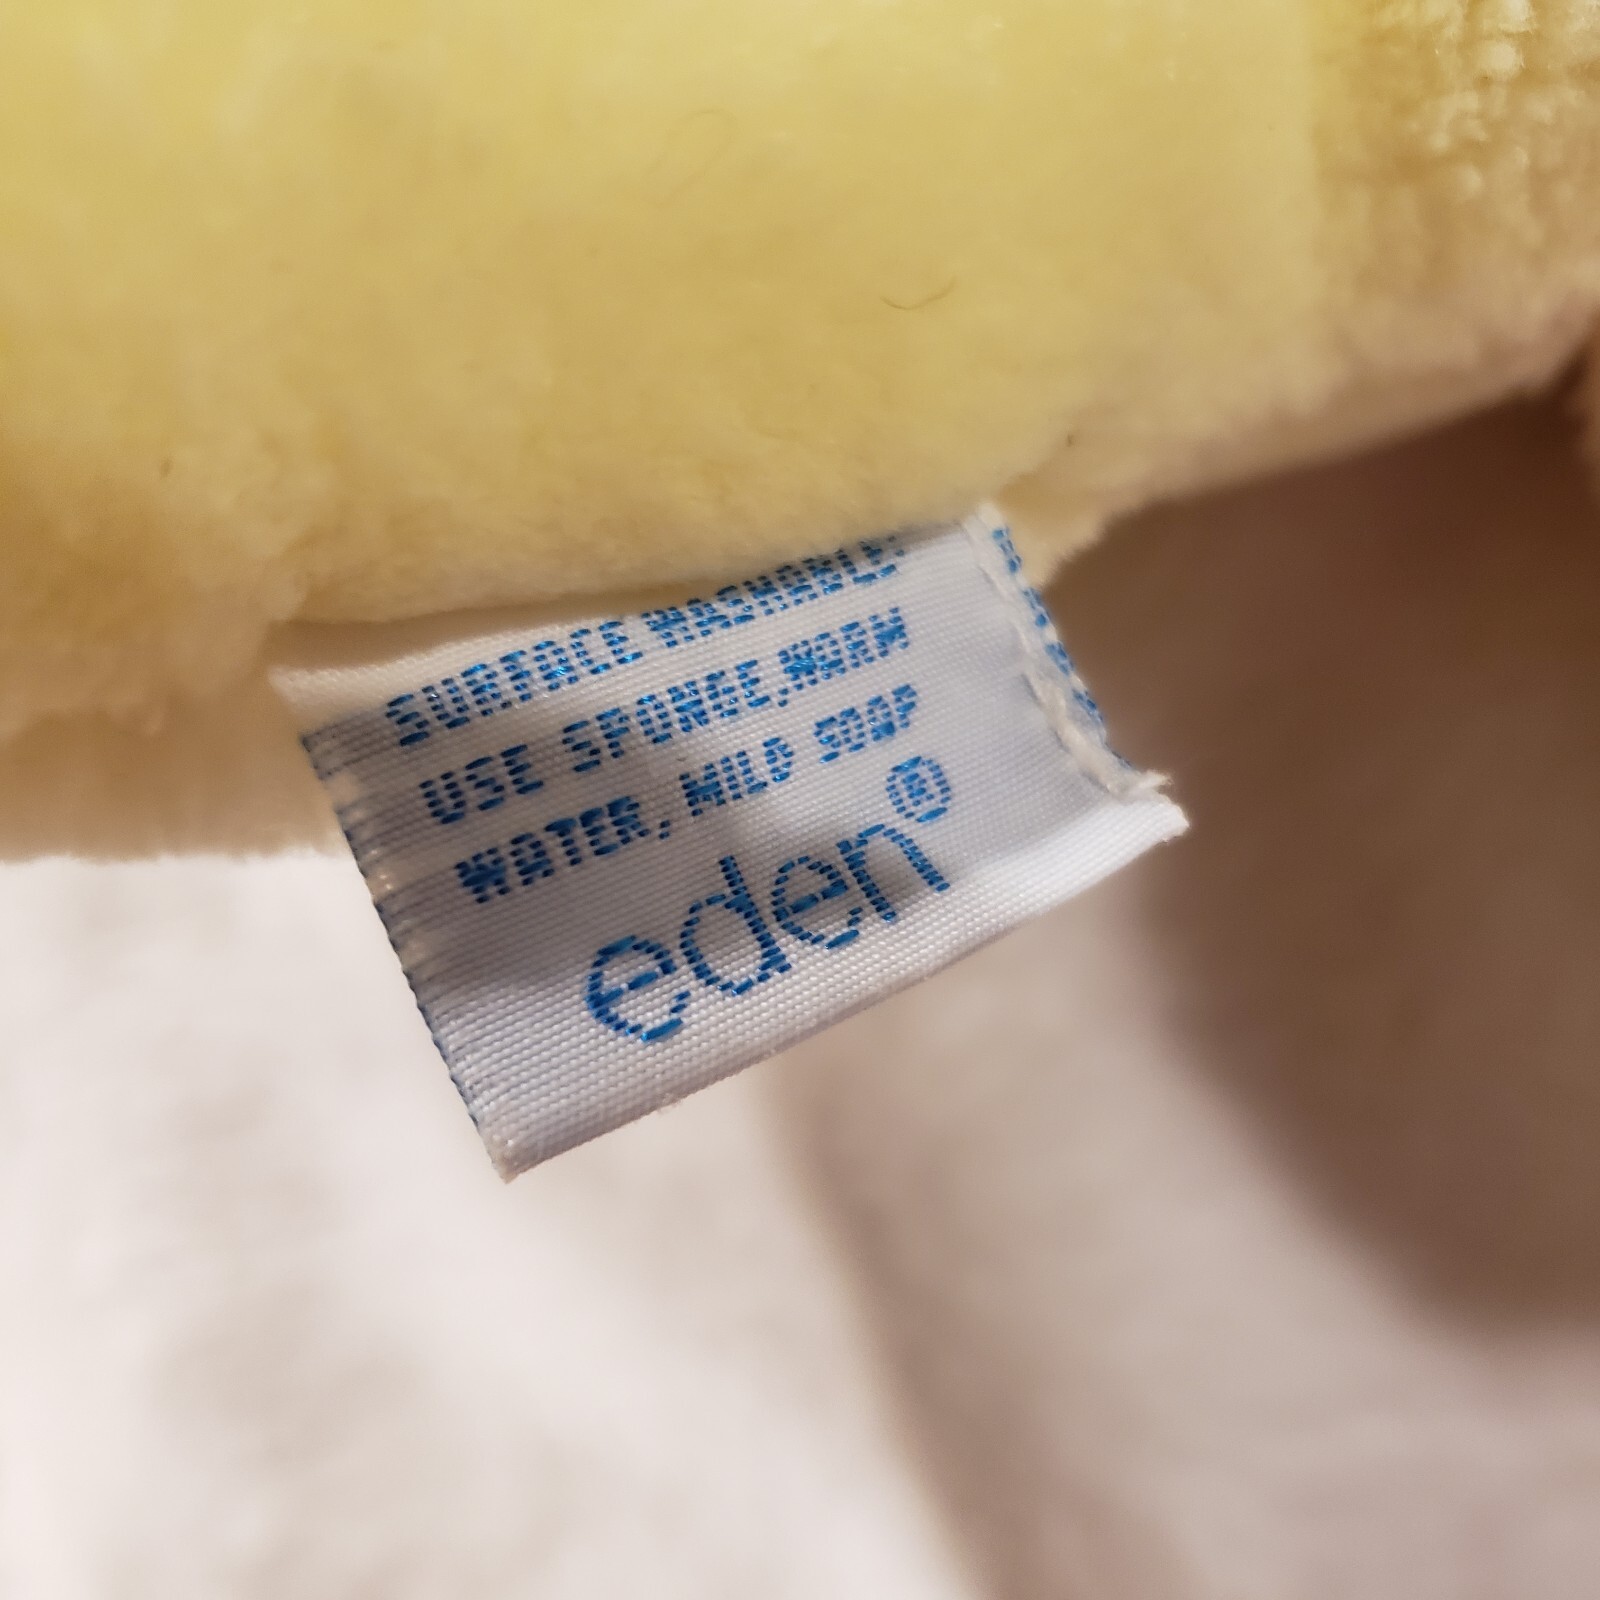 SURFACE WASHABLE
USE SPONGE, WARM
WATER, MILD SOAP
eden®